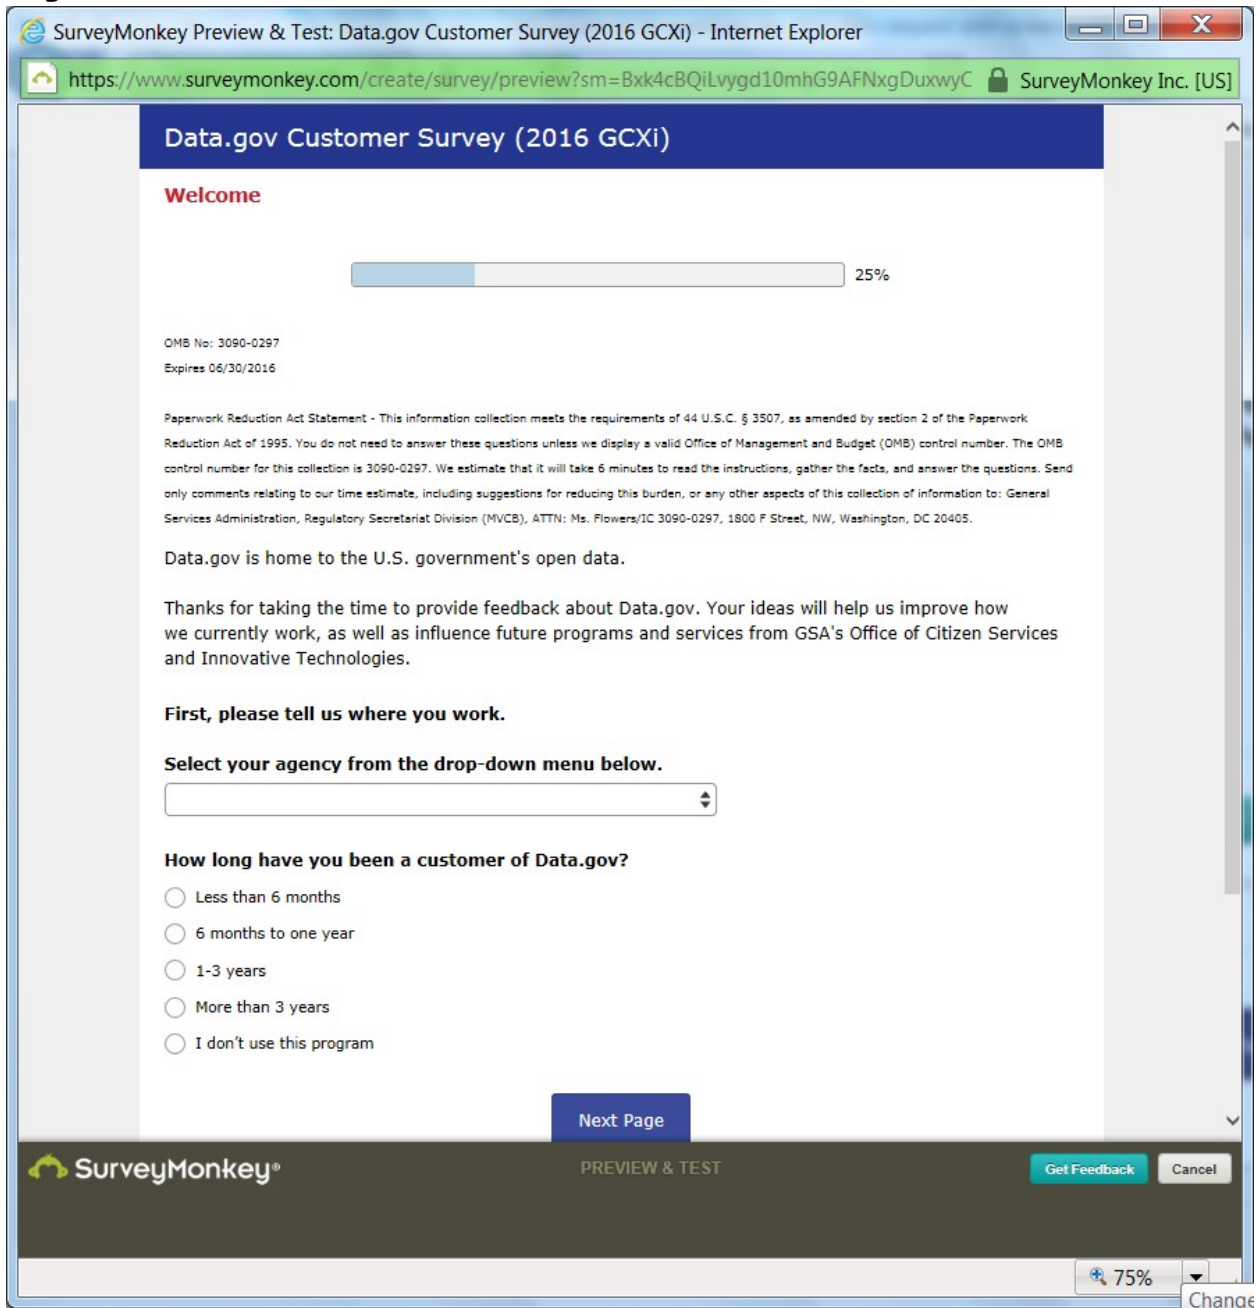 SurveyMonkey Preview & Test: Data.gov Customer Survey (2016 GCXi) - Internet Explorer
https://www.surveymonkey.com/create/survey/preview?sm=Bxk4cBQiLvygd10mhG9AFNxgDuxwyC SurveyMonkey Inc. [US]
Data.gov Customer Survey (2016 GCXi)
Welcome
25%
OMB No: 3090-0297
Expires 06/30/2016
Paperwork Reduction Act Statement - This information collection meets the requirements of 44 U.S.C. § 3507, as amended by section 2 of the Paperwork
Reduction Act of 1995. You do not need to answer these questions unless we display a valid Office of Management and Budget (OMB) control number. The OMB
control number for this collection is 3090-0297. We estimate that it will take 6 minutes to read the instructions, gather the facts, and answer the questions. Send
only comments relating to our time estimate, including suggestions for reducing this burden, or any other aspects of this collection of information to: General
Services Administration, Regulatory Secretariat Division (MVCB), ATTN: Ms. Flowers/IC 3090-0297, 1800 F Street, NW, Washington, DC 20405.
Data.gov is home to the U.S. government's open data.
Thanks for taking the time to provide feedback about Data.gov. Your ideas will help us improve how
we currently work, as well as influence future programs and services from GSA's Office of Citizen Services
and Innovative Technologies.
First, please tell us where you work.
Select your agency from the drop-down menu below.
How long have you been a customer of Data.gov?
Less than 6 months
6 months to one year
1-3 years
More than 3 years
I don't use this program
Next Page
SurveyMonkey® PREVIEW & TEST Get Feedback Cancel
75%
Change